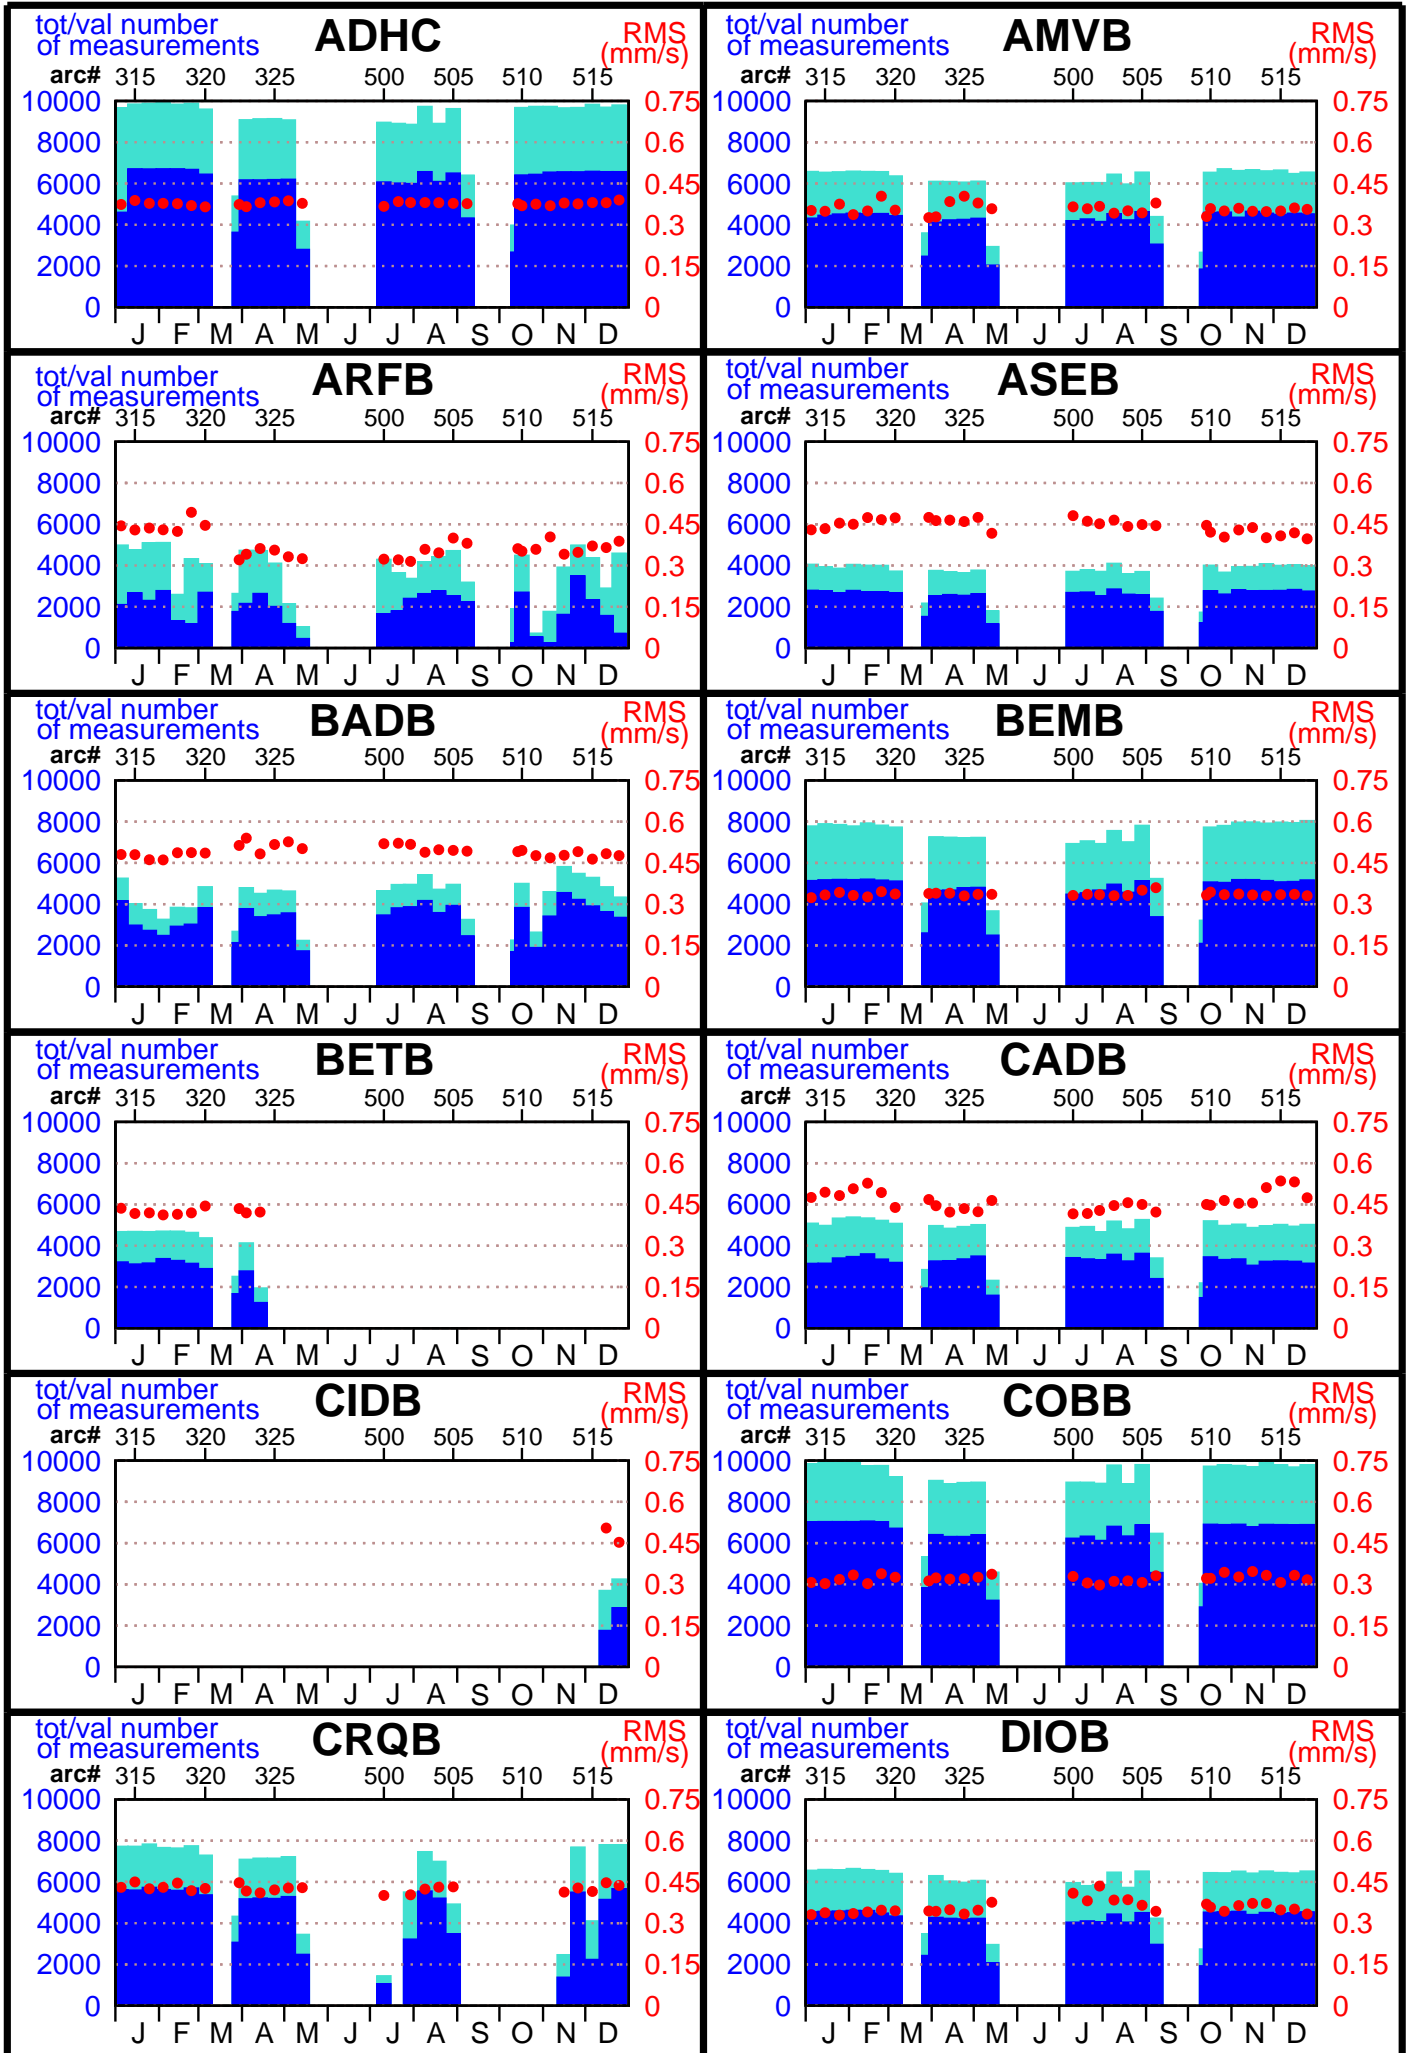 tot/val number ADHC RMS
of measurements (mm/s)
arc# 315 320 325 500 505 510 515
10000 0.75
8000 0.6
6000 0.45
4000 0.3
2000 0.15
0 0
J F M A M J J A S O N D
tot/val number AMVB RMS
of measurements (mm/s)
arc# 315 320 325 500 505 510 515
10000 0.75
8000 0.6
6000 0.45
4000 0.3
2000 0.15
0 0
J F M A M J J A S O N D
tot/val number ARFB RMS
of measurements (mm/s)
arc# 315 320 325 500 505 510 515
10000 0.75
8000 0.6
6000 0.45
4000 0.3
2000 0.15
0 0
J F M A M J J A S O N D
tot/val number ASEB RMS
of measurements (mm/s)
arc# 315 320 325 500 505 510 515
10000 0.75
8000 0.6
6000 0.45
4000 0.3
2000 0.15
0 0
J F M A M J J A S O N D
tot/val number BADB RMS
of measurements (mm/s)
arc# 315 320 325 500 505 510 515
10000 0.75
8000 0.6
6000 0.45
4000 0.3
2000 0.15
0 0
J F M A M J J A S O N D
tot/val number BEMB RMS
of measurements (mm/s)
arc# 315 320 325 500 505 510 515
10000 0.75
8000 0.6
6000 0.45
4000 0.3
2000 0.15
0 0
J F M A M J J A S O N D
tot/val number BETB RMS
of measurements (mm/s)
arc# 315 320 325 500 505 510 515
10000 0.75
8000 0.6
6000 0.45
4000 0.3
2000 0.15
0 0
J F M A M J J A S O N D
tot/val number CADB RMS
of measurements (mm/s)
arc# 315 320 325 500 505 510 515
10000 0.75
8000 0.6
6000 0.45
4000 0.3
2000 0.15
0 0
J F M A M J J A S O N D
tot/val number CIDB RMS
of measurements (mm/s)
arc# 315 320 325 500 505 510 515
10000 0.75
8000 0.6
6000 0.45
4000 0.3
2000 0.15
0 0
J F M A M J J A S O N D
tot/val number COBB RMS
of measurements (mm/s)
arc# 315 320 325 500 505 510 515
10000 0.75
8000 0.6
6000 0.45
4000 0.3
2000 0.15
0 0
J F M A M J J A S O N D
tot/val number CRQB RMS
of measurements (mm/s)
arc# 315 320 325 500 505 510 515
10000 0.75
8000 0.6
6000 0.45
4000 0.3
2000 0.15
0 0
J F M A M J J A S O N D
tot/val number DIOB RMS
of measurements (mm/s)
arc# 315 320 325 500 505 510 515
10000 0.75
8000 0.6
6000 0.45
4000 0.3
2000 0.15
0 0
J F M A M J J A S O N D